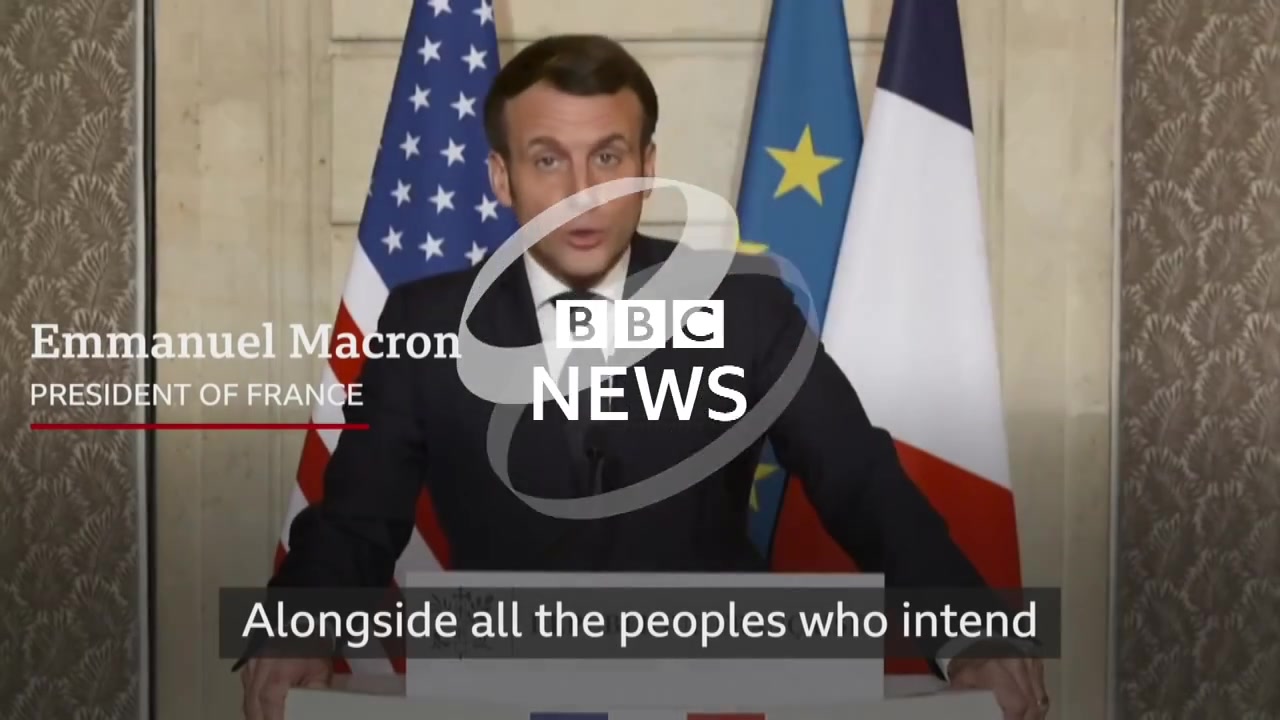 Emmanuel Macron
PRESIDENT OF FRANCE
BBC
NEWS
Alongside all the peoples who intend